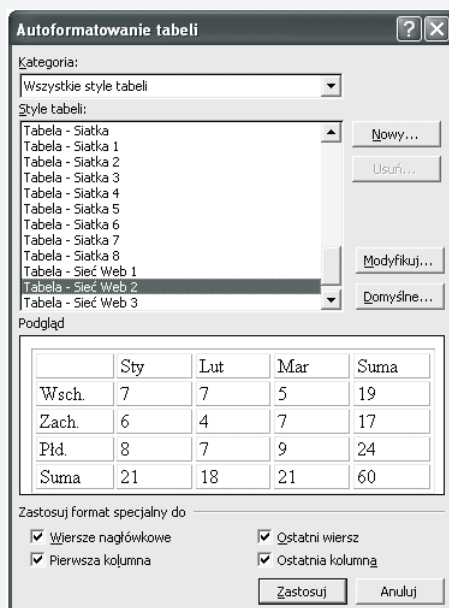 Autoformatowanie tabeli
Kategoria:
Wszystkie style tabeli
Style tabeli:
Tabela - Siatka
Tabela - Siatka 1
Tabela - Siatka 2
Tabela - Siatka 3
Tabela - Siatka 4
Tabela - Siatka 5
Tabela - Siatka 6
Tabela - Siatka 7
Tabela - Siatka 8
Tabela - Sieć Web 1
Tabela - Sieć Web 2
Tabela - Sieć Web 3
Nowy...
Usuń...
Modyfikuj...
Domyślne...
Podgląd
Sty Lut Mar Suma
Wsch. 7 7 5 19
Zach. 6 4 7 17
Płd. 8 7 9 24
Suma 21 18 21 60
Zastosuj format specjalny do
Wiersze nagłówkowe Ostatni wiersz
Pierwsza kolumna Ostatnia kolumna
Zastosuj Anuluj